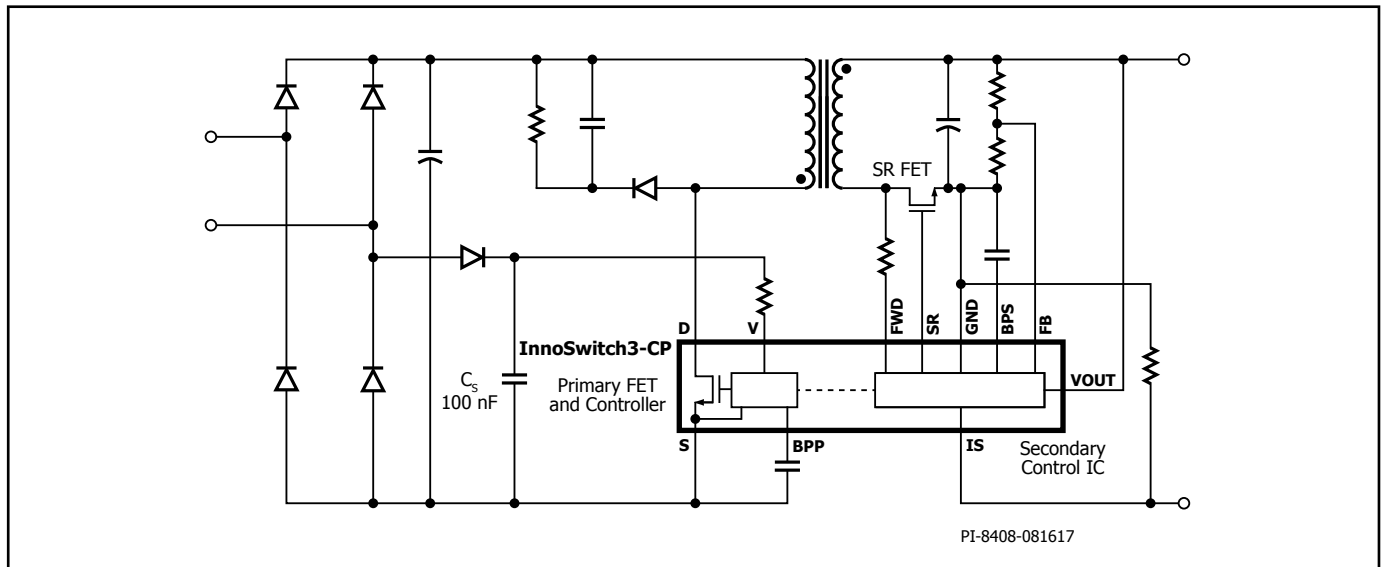 SR FET
FWD
SR
GND
BPS
FB
D
V
InnoSwitch3-CP
VOUT
C_S
100 nF
Primary FET
and Controller
S
BPP
IS
Secondary
Control IC
PI-8408-081617